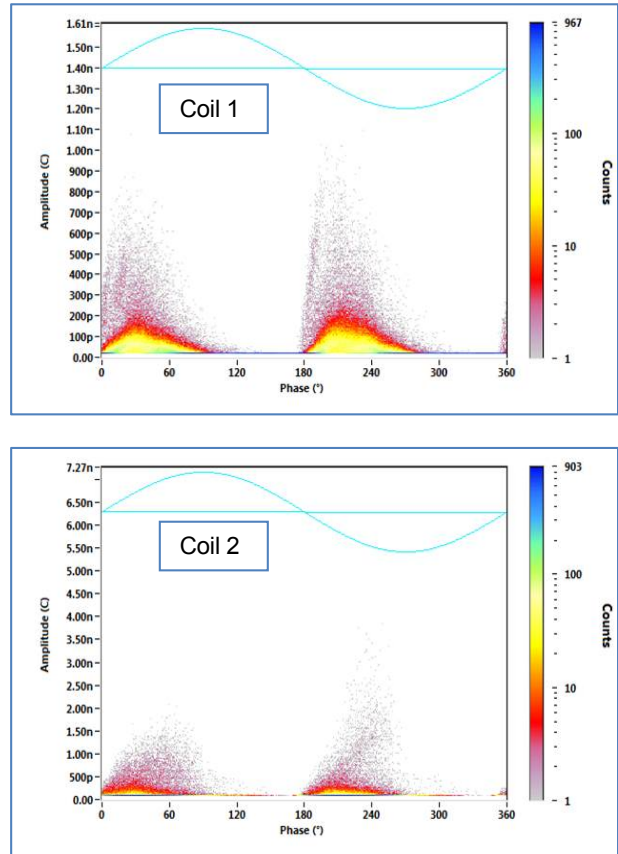 1.61n
1.50n
1.40n
1.30n
1.20n
1.10n
1.00n
900p
800p
700p
600p
500p
400p
300p
200p
100p
0.00
Amplitude (C)
Coil 1
0 60 120 180 240 300 360
Phase (°)
967
100
10
1
Counts
7.27n
6.50n
6.00n
5.50n
5.00n
4.50n
4.00n
3.50n
3.00n
2.50n
2.00n
1.50n
1.00n
500p
0.00
Amplitude (C)
Coil 2
0 60 120 180 240 300 360
Phase (°)
903
100
10
1
Counts